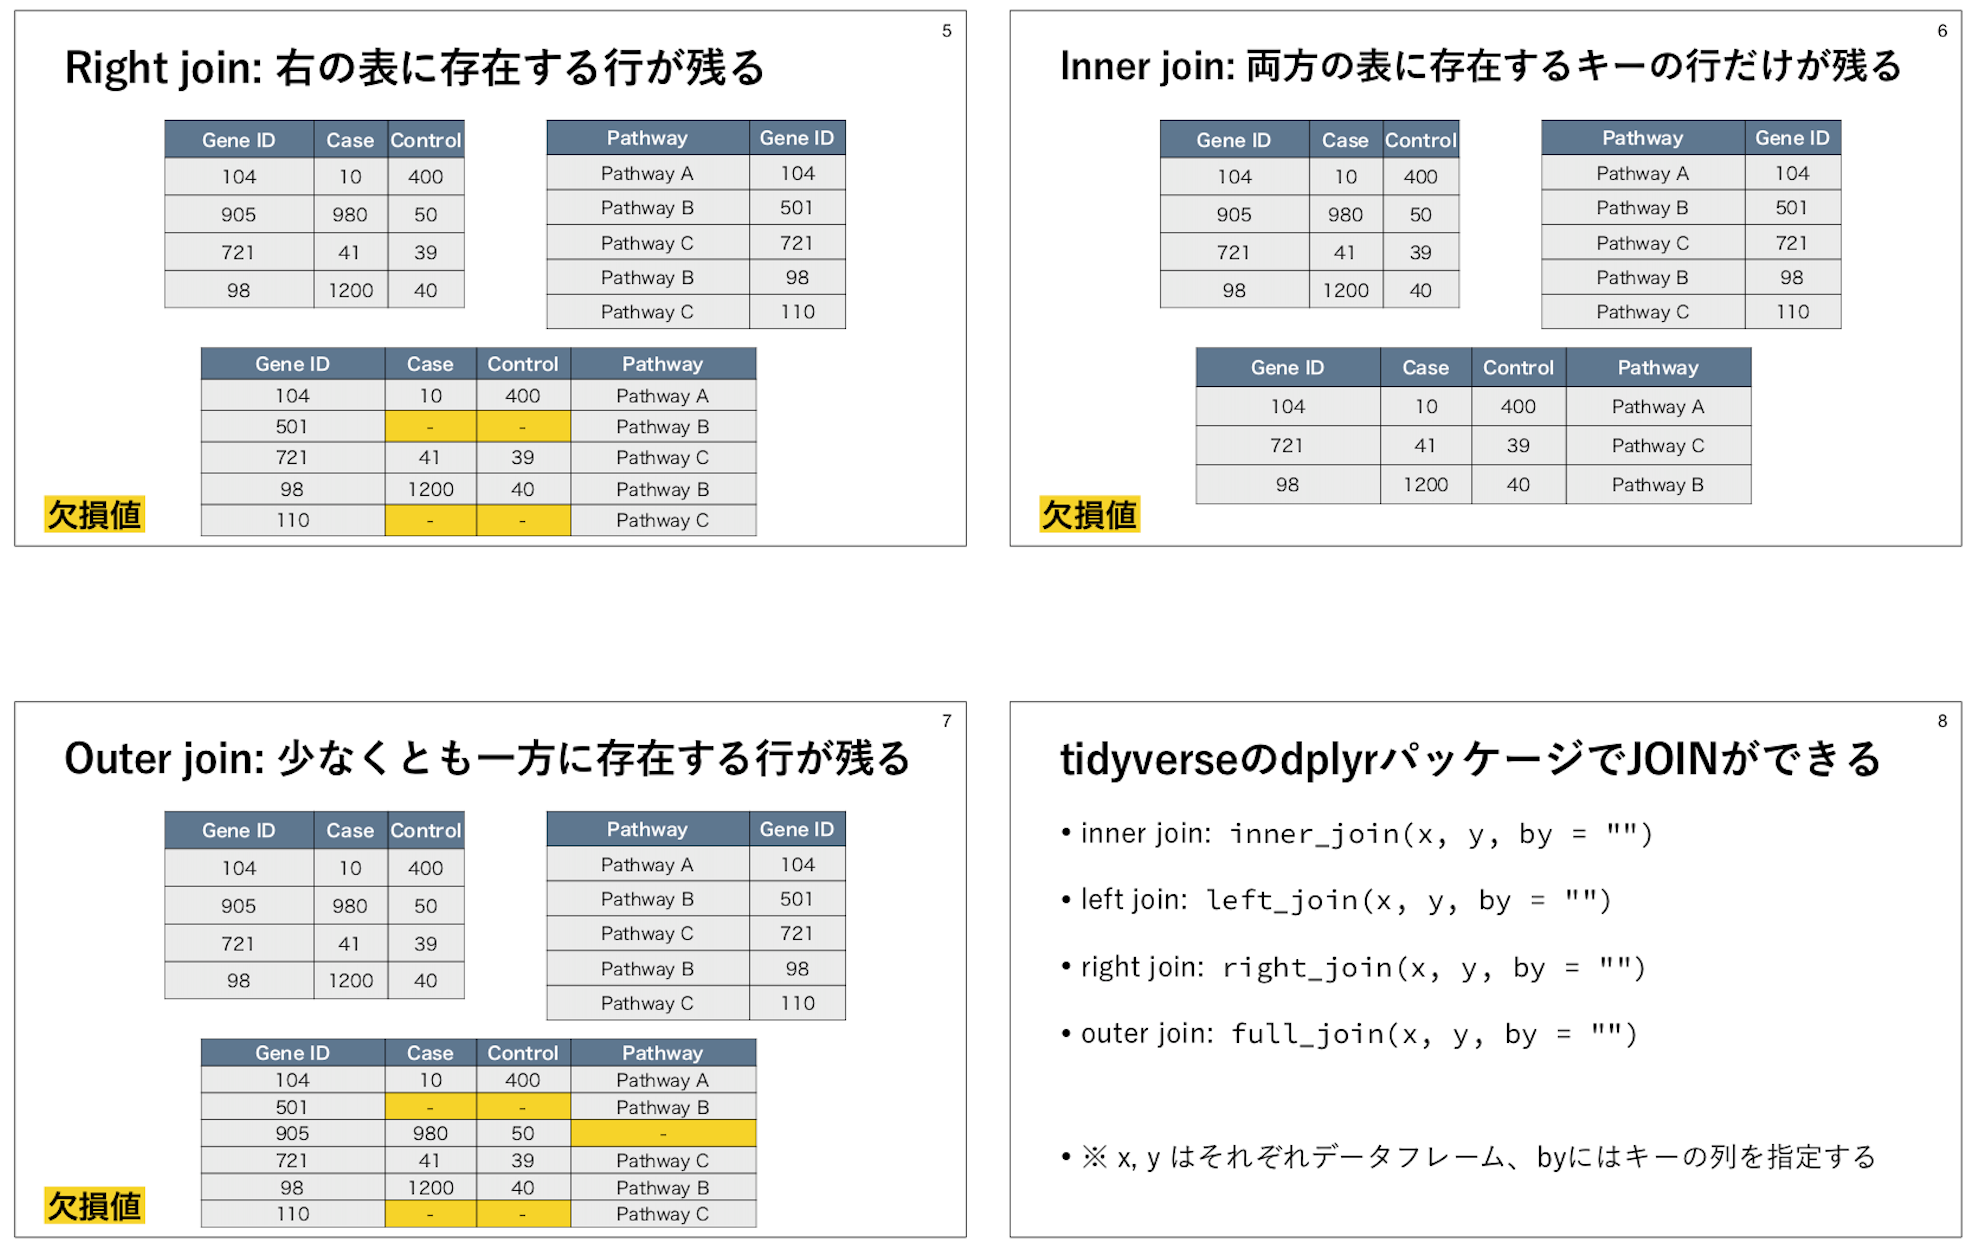 5
Right join: 右の表に存在する行が残る
Gene ID Case Control
104 10 400
905 980 50
721 41 39
98 1200 40
Pathway Gene ID
Pathway A 104
Pathway B 501
Pathway C 721
Pathway B 98
Pathway C 110
Gene ID Case Control Pathway
104 10 400 Pathway A
501 - - Pathway B
721 41 39 Pathway C
98 1200 40 Pathway B
110 - - Pathway C
欠損値
6
Inner join: 両方の表に存在するキーの行だけが残る
Gene ID Case Control
104 10 400
905 980 50
721 41 39
98 1200 40
Pathway Gene ID
Pathway A 104
Pathway B 501
Pathway C 721
Pathway B 98
Pathway C 110
Gene ID Case Control Pathway
104 10 400 Pathway A
721 41 39 Pathway C
98 1200 40 Pathway B
欠損値
7
Outer join: 少なくとも一方に存在する行が残る
Gene ID Case Control
104 10 400
905 980 50
721 41 39
98 1200 40
Pathway Gene ID
Pathway A 104
Pathway B 501
Pathway C 721
Pathway B 98
Pathway C 110
Gene ID Case Control Pathway
104 10 400 Pathway A
501 - - Pathway B
905 980 50 -
721 41 39 Pathway C
98 1200 40 Pathway B
110 - - Pathway C
欠損値
8
tidyverseのdplyrパッケージでJOINができる
• inner join: inner_join(x, y, by = "")
• left join: left_join(x, y, by = "")
• right join: right_join(x, y, by = "")
• outer join: full_join(x, y, by = "")
• ※ x, y はそれぞれデータフレーム、byにはキーの列を指定する